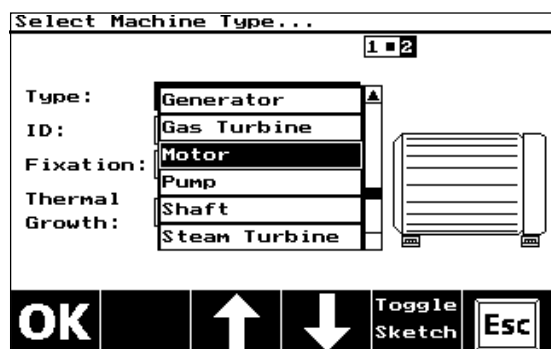 Select Machine Type...
1 2
Type:
Generator
ID:
Gas Turbine
Fixation:
Motor
Pump
Thermal
Growth:
Shaft
Steam Turbine
OK
Toggle
Sketch
Esc